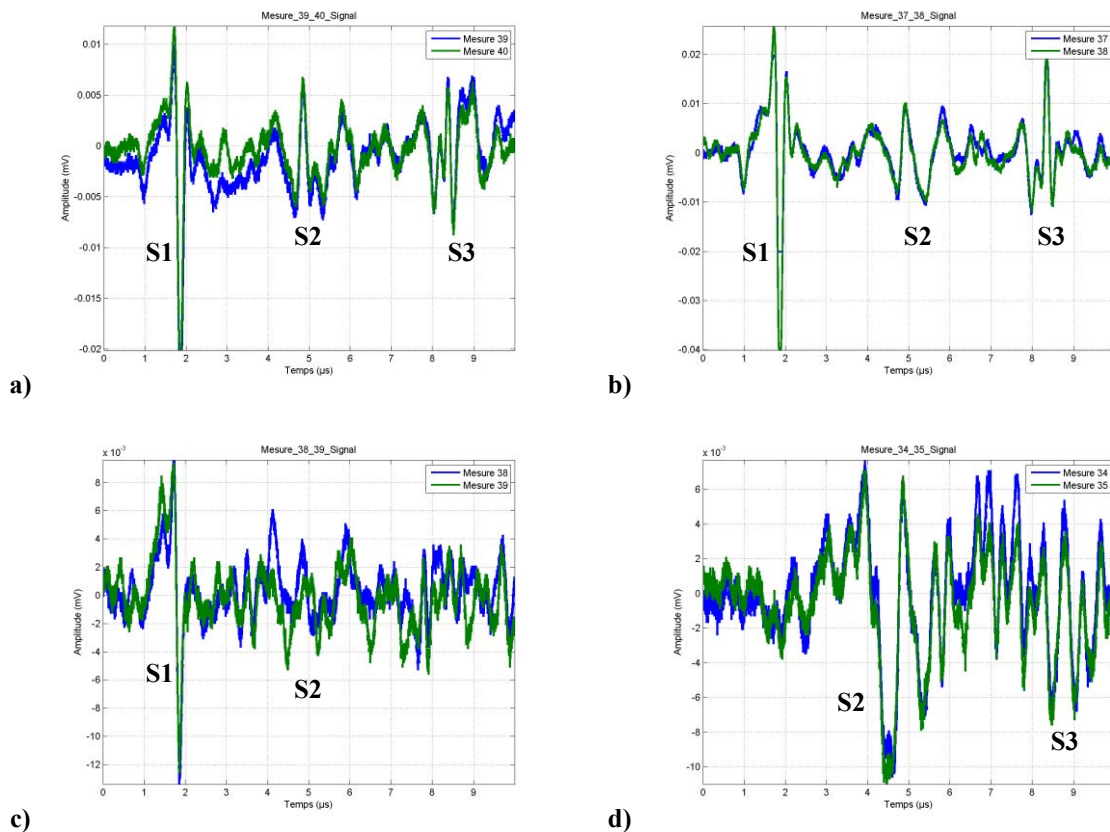 Mesure_39_40_Signal
Mesure 39
Mesure 40
0.01
0.005
0
-0.005
-0.01
-0.015
-0.02
Amplitude (mV)
S1
S2
S3
0 1 2 3 4 5 6 7 8 9
Temps (µs)
a)
Mesure_37_38_Signal
Mesure 37
Mesure 38
0.02
0.01
0
-0.01
-0.02
-0.03
-0.04
Amplitude (mV)
S1
S2
S3
0 1 2 3 4 5 6 7 8 9
Temps (µs)
b)
Mesure_38_39_Signal
x 10⁻³
Mesure 38
Mesure 39
8
6
4
2
0
-2
-4
-6
-8
-10
-12
Amplitude (mV)
S1
S2
0 1 2 3 4 5 6 7 8 9
Temps (µs)
c)
Mesure_34_35_Signal
x 10⁻³
Mesure 34
Mesure 35
6
4
2
0
-2
-4
-6
-8
-10
Amplitude (mV)
S2
S3
0 1 2 3 4 5 6 7 8 9
Temps (µs)
d)